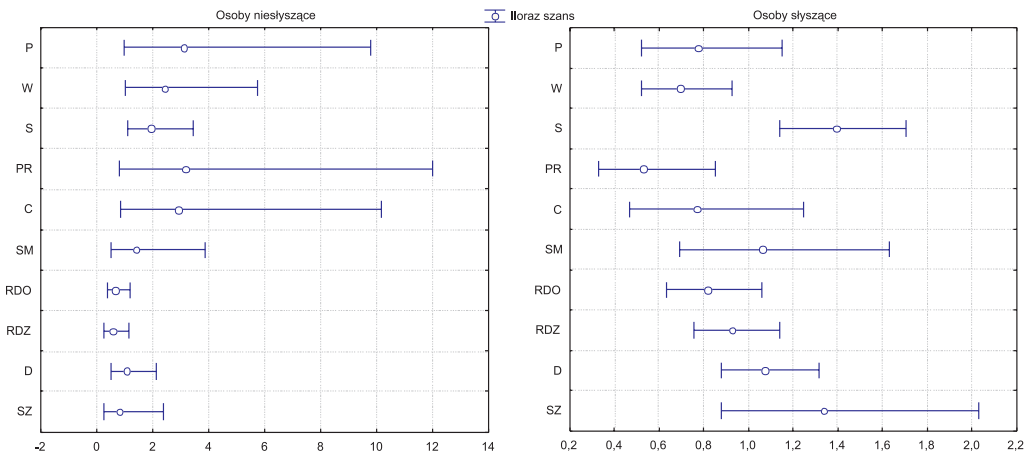 Osoby niesłyszące
Iloraz szans
Osoby słyszące
P
W
S
PR
C
SM
RDO
RDZ
D
SZ
-2 0 2 4 6 8 10 12 14
P
W
S
PR
C
SM
RDO
RDZ
D
SZ
0,2 0,4 0,6 0,8 1,0 1,2 1,4 1,6 1,8 2,0 2,2